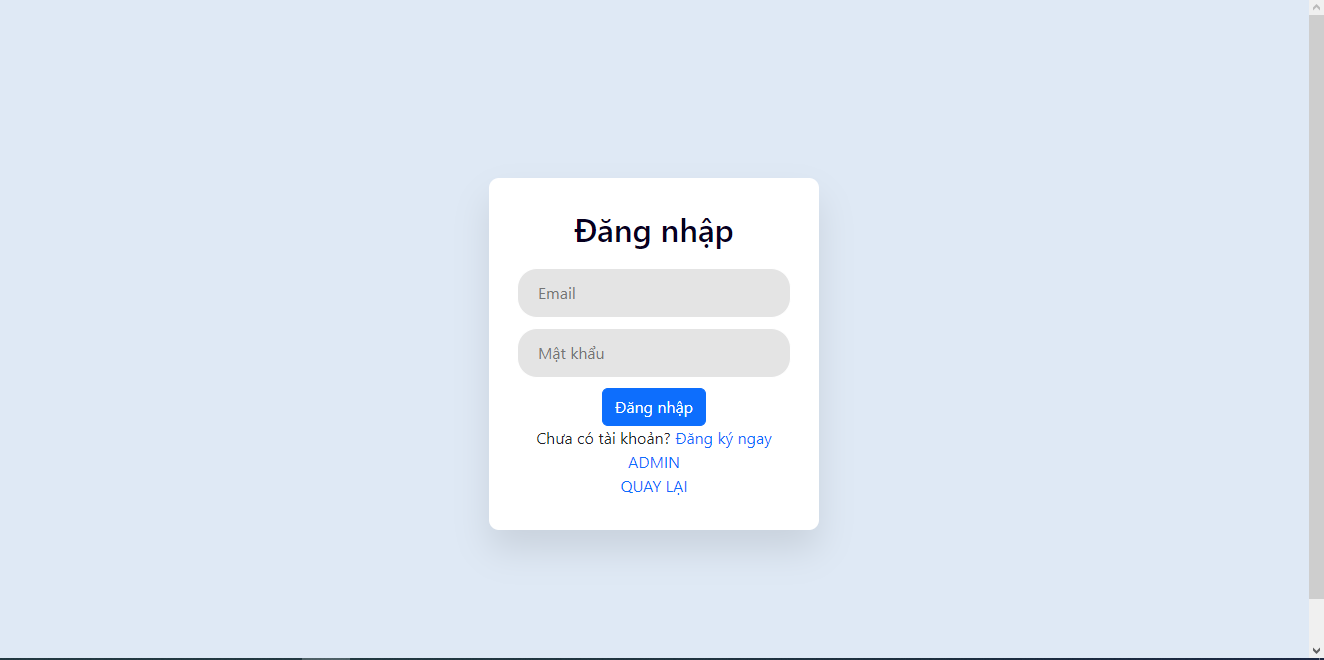 Đăng nhập
Email
Mật khẩu
Đăng nhập
Chưa có tài khoản? Đăng ký ngay
ADMIN
QUAY LẠI